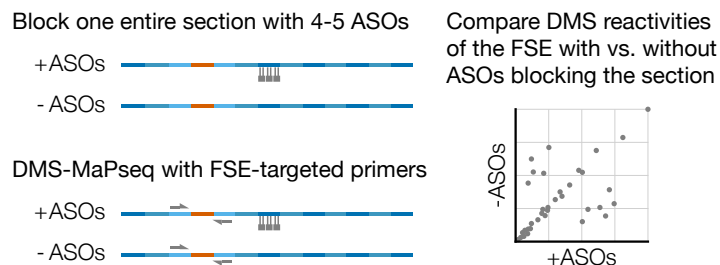 Block one entire section with 4-5 ASOs
+ASOs
- ASOs
DMS-MaPseq with FSE-targeted primers
+ASOs
- ASOs
Compare DMS reactivities
of the FSE with vs. without
ASOs blocking the section
-ASOs
+ASOs